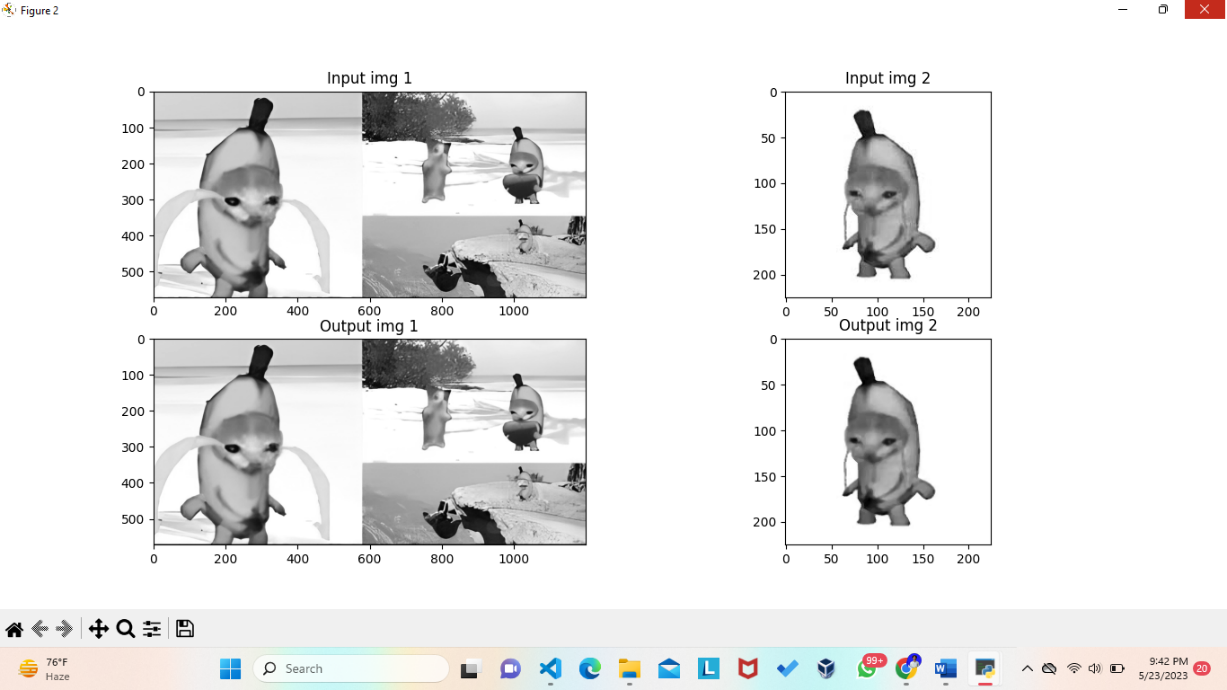 Figure 2
Input img 1
0
100
200
300
400
500
0 200 400 600 800 1000
Input img 2
0
50
100
150
200
0 50 100 150 200
Output img 1
0
100
200
300
400
500
0 200 400 600 800 1000
Output img 2
0
50
100
150
200
0 50 100 150 200
76°F
Haze
Search
L
99+
W
9:42 PM
5/23/2023
20